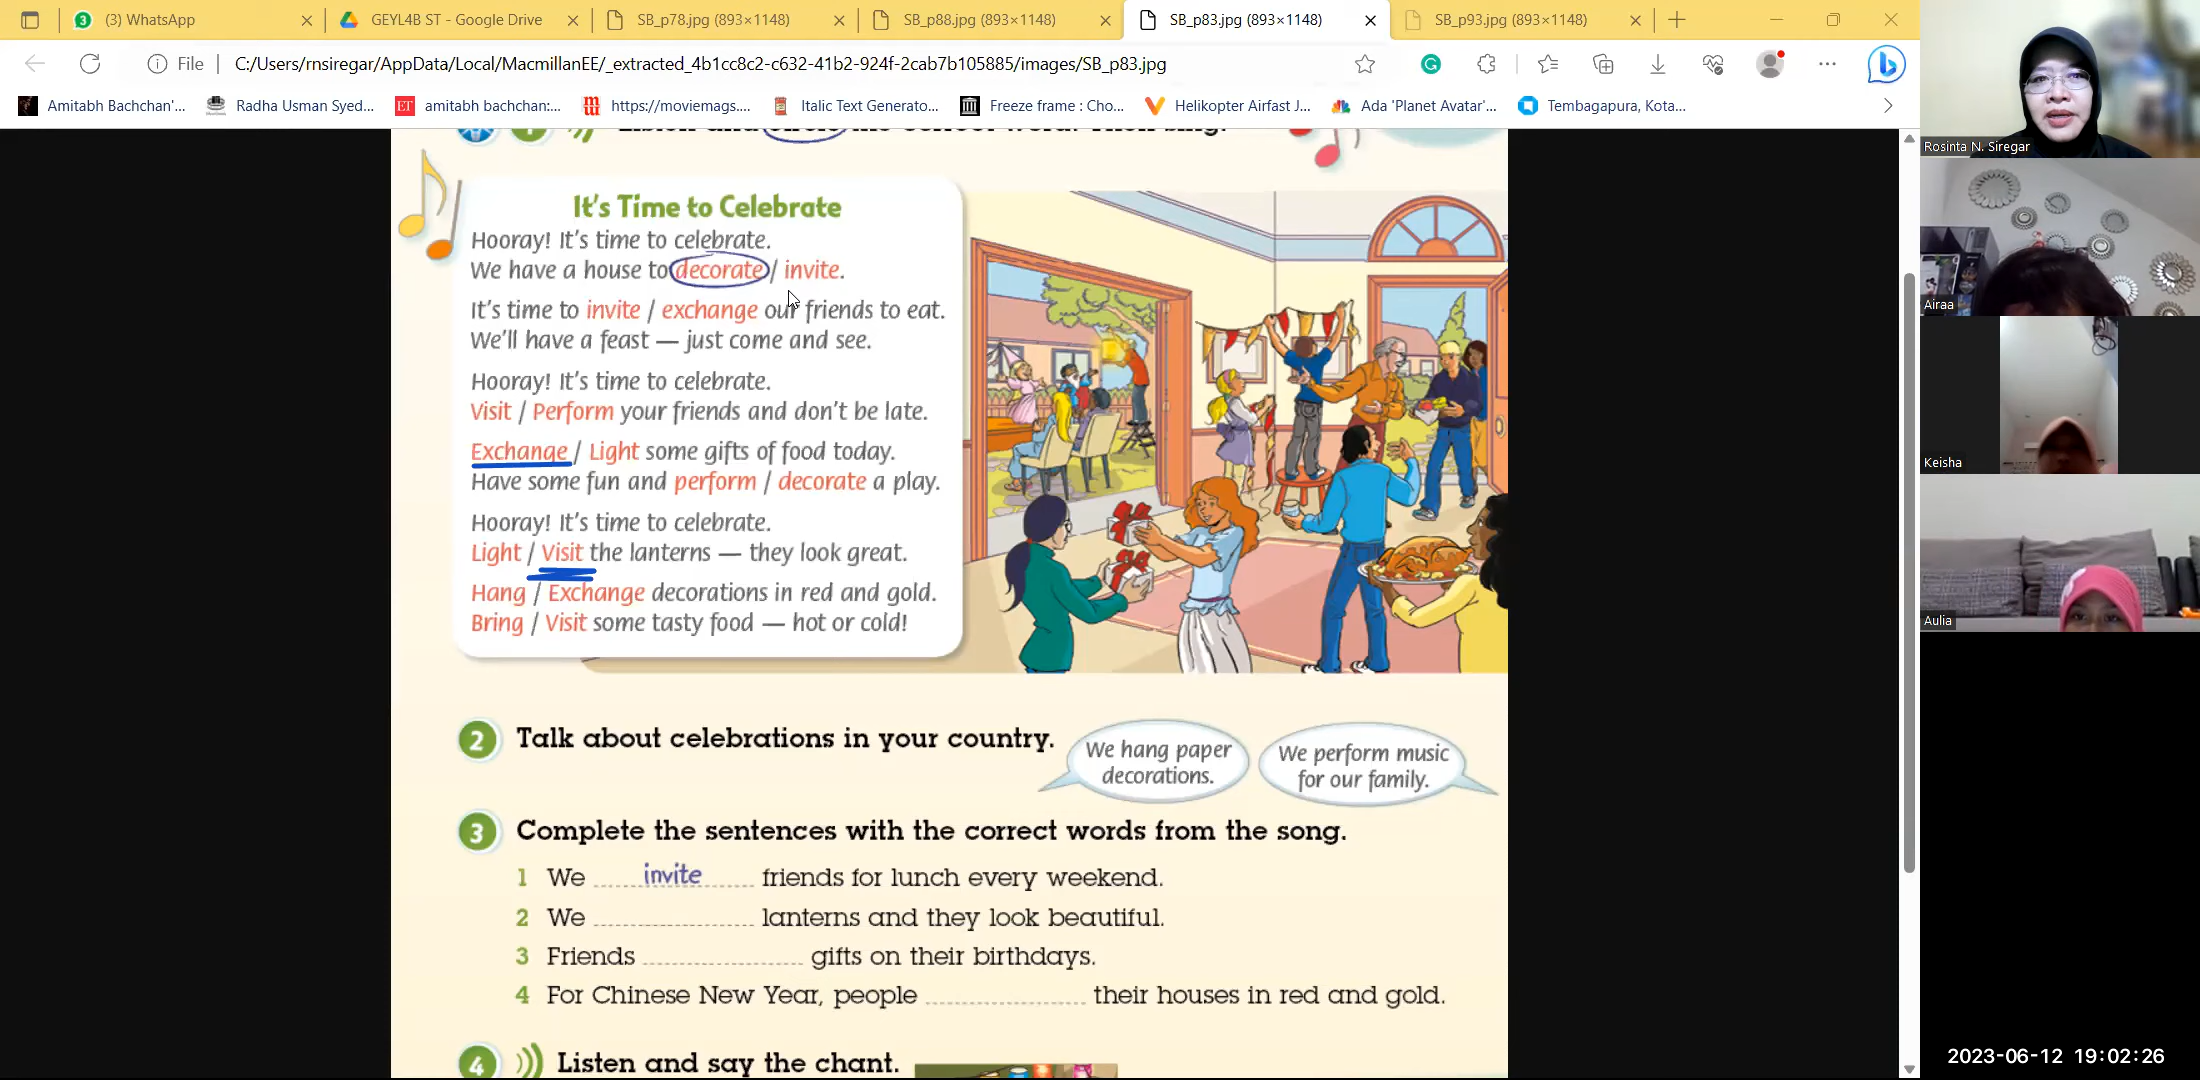 (3) WhatsApp
GEYL4B ST - Google Drive
SB_p78.jpg (893×1148)
SB_p88.jpg (893×1148)
SB_p83.jpg (893×1148)
SB_p93.jpg (893×1148)
File
C:/Users/rnsiregar/AppData/Local/MacmillanEE/_extracted_4b1cc8c2-c632-41b2-924f-2cab7b105885/images/SB_p83.jpg
Amitabh Bachchan'...
Radha Usman Syed...
ET
amitabh bachchan:...
https://moviemags....
Italic Text Generato...
Freeze frame : Cho...
Helikopter Airfast J...
Ada 'Planet Avatar'...
Tembagapura, Kota...
Listen and circle the correct word. Then sing.
It's Time to Celebrate
Hooray! It's time to celebrate.
We have a house to decorate / invite.
It's time to invite / exchange our friends to eat.
We'll have a feast — just come and see.
Hooray! It's time to celebrate.
Visit / Perform your friends and don't be late.
Exchange / Light some gifts of food today.
Have some fun and perform / decorate a play.
Hooray! It's time to celebrate.
Light / Visit the lanterns — they look great.
Hang / Exchange decorations in red and gold.
Bring / Visit some tasty food — hot or cold!
2 Talk about celebrations in your country.
We hang paper
decorations.
We perform music
for our family.
3 Complete the sentences with the correct words from the song.
1 We invite friends for lunch every weekend.
2 We lanterns and they look beautiful.
3 Friends gifts on their birthdays.
4 For Chinese New Year, people their houses in red and gold.
4 Listen and say the chant.
Rosinta N. Siregar
Airaa
Keisha
Aulia
2023-06-12 19:02:26